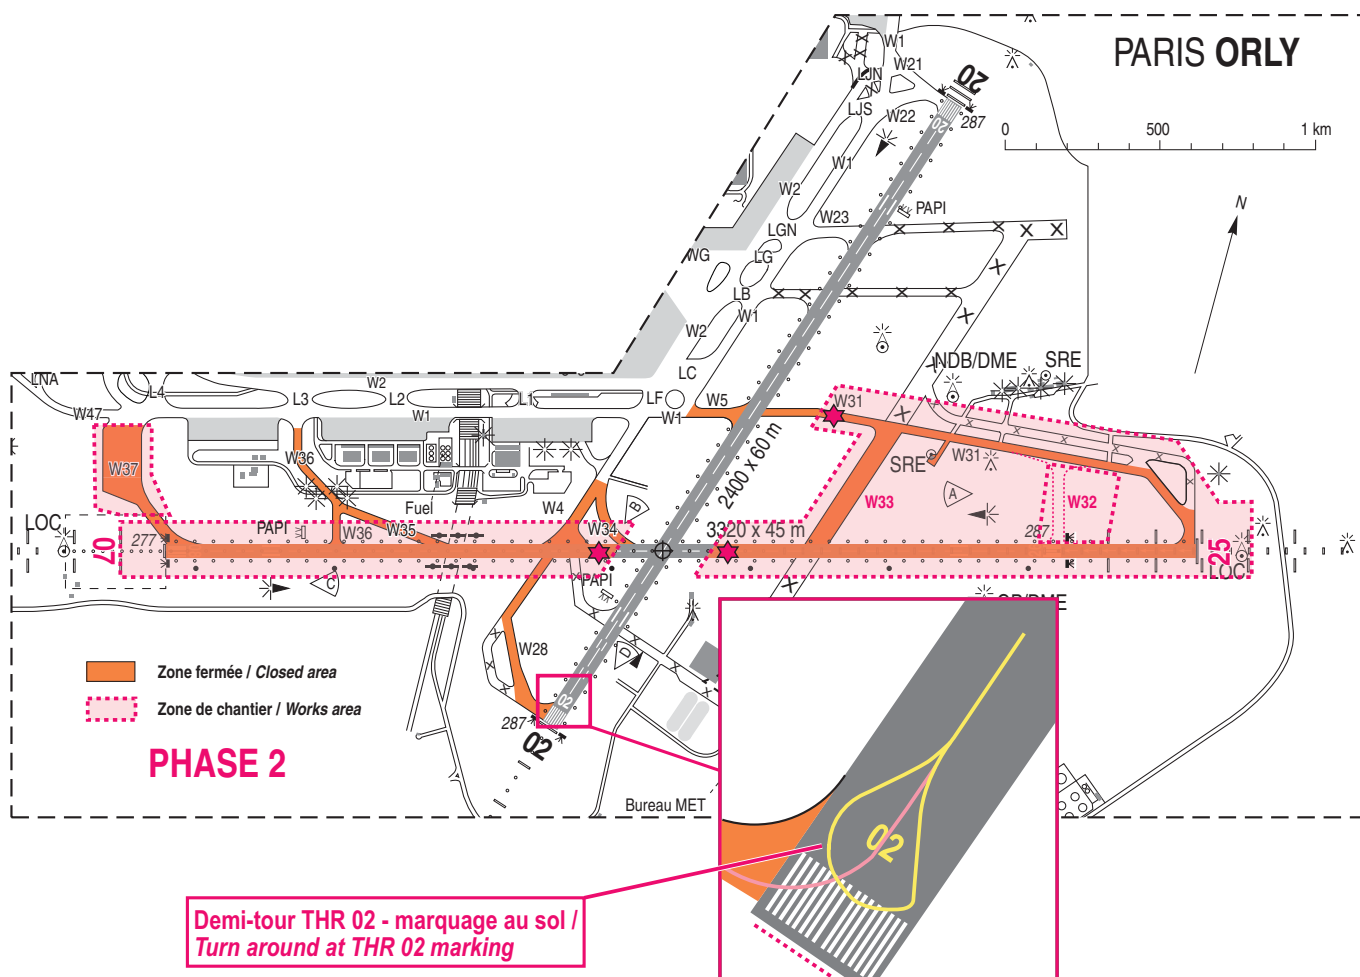 PARIS ORLY
0 500 1 km
N
20
20
287
W1
W21
LJN
LJS
W22
W1
W2
PAPI
W23
LGN
WG
LG
LB
W1
W2
LC
NDB/DME SRE
LNA
L4
W2
L3
L2
L1
LF
W5
W31
W47
W1
W1
W37
W36
SRE
W31
2400 x 60 m
A
W33
W32
Fuel
W4
B
LOC
PAPI
W36
W35
W34
3320 x 45 m
287
07
277
25
LOC
C
PAPI
D
W28
02
287
02
Zone fermée / Closed area
Zone de chantier / Works area
PHASE 2
Bureau MET
02
Demi-tour THR 02 - marquage au sol /
Turn around at THR 02 marking